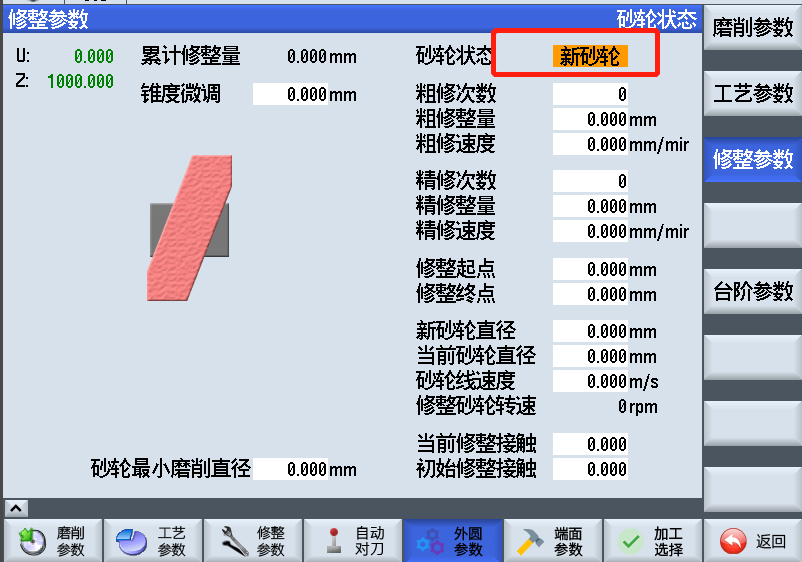 修整参数 砂轮状态
U: 0.000 累计修整量 0.000mm
Z: 1000.000
锥度微调 0.000mm
砂轮状态 新砂轮
粗修次数 0
粗修整量 0.000mm
粗修速度 0.000mm/mir
精修次数 0
精修整量 0.000mm
精修速度 0.000mm/mir
修整起点 0.000mm
修整终点 0.000mm
新砂轮直径 0.000mm
当前砂轮直径 0.000mm
砂轮线速度 0.000m/s
修整砂轮转速 0rpm
当前修整接触 0.000
初始修整接触 0.000
砂轮最小磨削直径 0.000mm
磨削参数
工艺参数
修整参数
台阶参数
磨削
参数
工艺
参数
修整
参数
自动
对刀
外圆
参数
端面
参数
加工
选择
返回